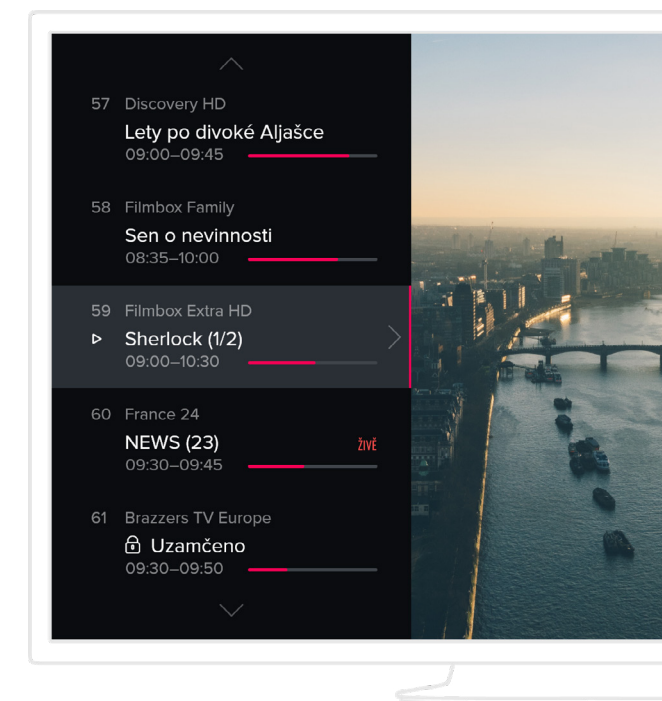 57 Discovery HD
Lety po divoké Aljašce
09:00–09:45
58 Filmbox Family
Sen o nevinnosti
08:35–10:00
59 Filmbox Extra HD
Sherlock (1/2)
09:00–10:30
60 France 24
NEWS (23) ŽIVĚ
09:30–09:45
61 Brazzers TV Europe
Uzamčeno
09:30–09:50